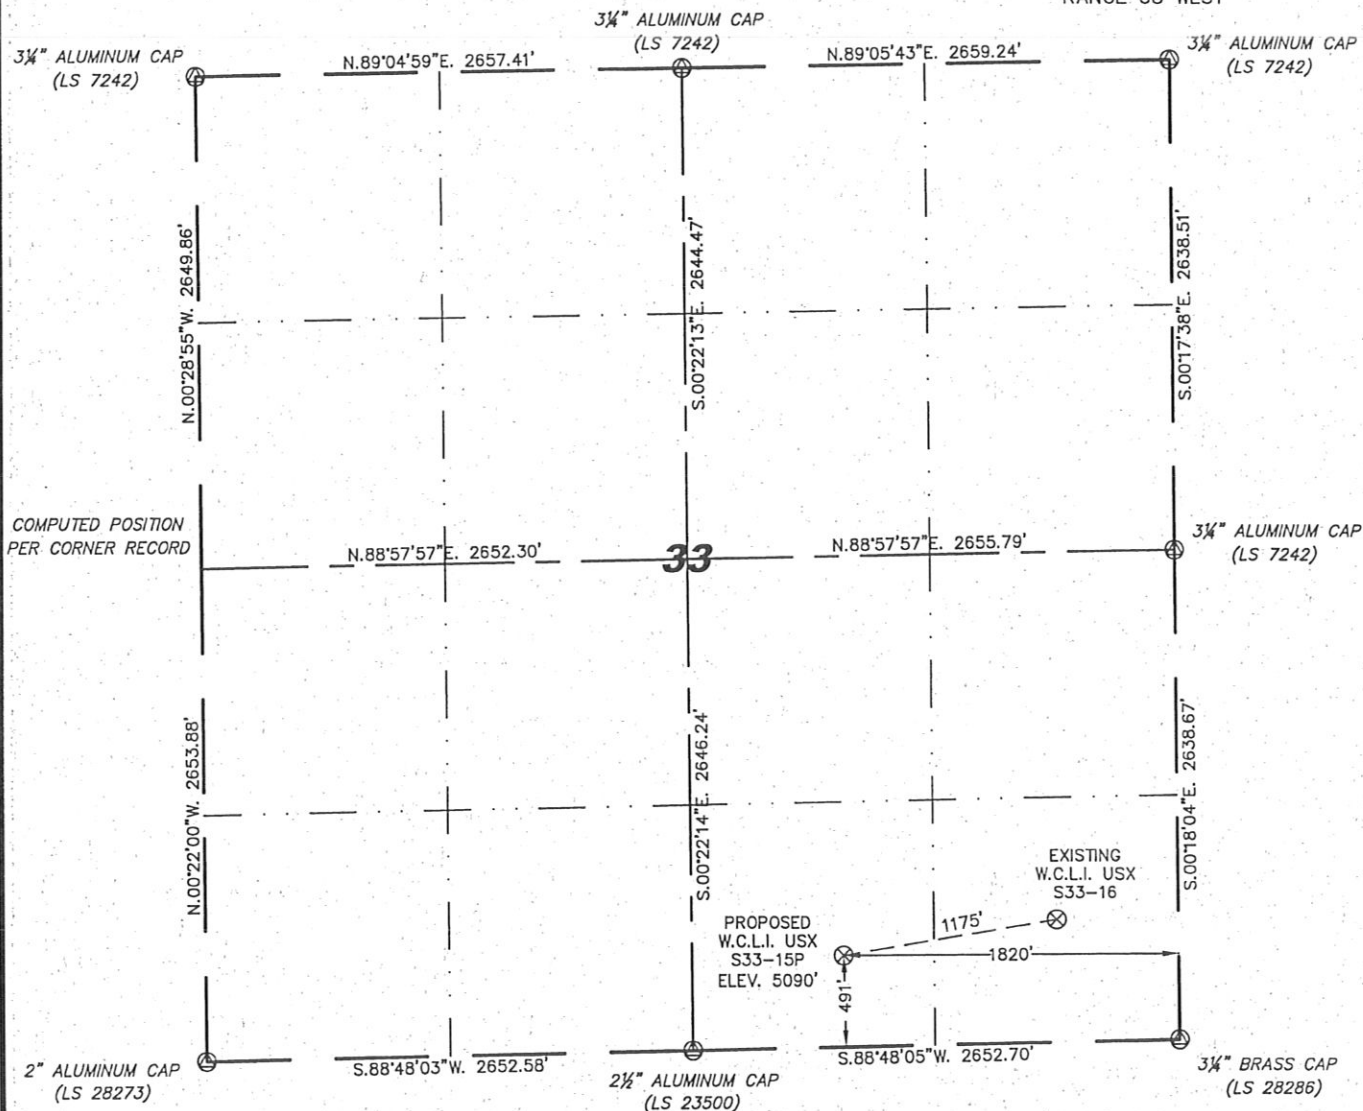 3¼" ALUMINUM CAP
(LS 7242)
3¼" ALUMINUM CAP
(LS 7242)
3¼" ALUMINUM CAP
(LS 7242)
N.89°04'59"E. 2657.41'
N.89°05'43"E. 2659.24'
N.00°28'55"W. 2649.86'
S.00°22'13"E. 2644.47'
S.00°17'38"E. 2638.51'
COMPUTED POSITION
PER CORNER RECORD
N.88°57'57"E. 2652.30'
33
N.88°57'57"E. 2655.79'
3¼" ALUMINUM CAP
(LS 7242)
N.00°22'00"W. 2653.88'
S.00°22'14"E. 2646.24'
S.00°18'04"E. 2638.67'
EXISTING
W.C.L.I. USX
S33-16
PROPOSED
W.C.L.I. USX
S33-15P
ELEV. 5090'
1175'
1820'
491'
2" ALUMINUM CAP
(LS 28273)
S.88°48'03"W. 2652.58'
2½" ALUMINUM CAP
(LS 23500)
S.88°48'05"W. 2652.70'
3¼" BRASS CAP
(LS 28286)